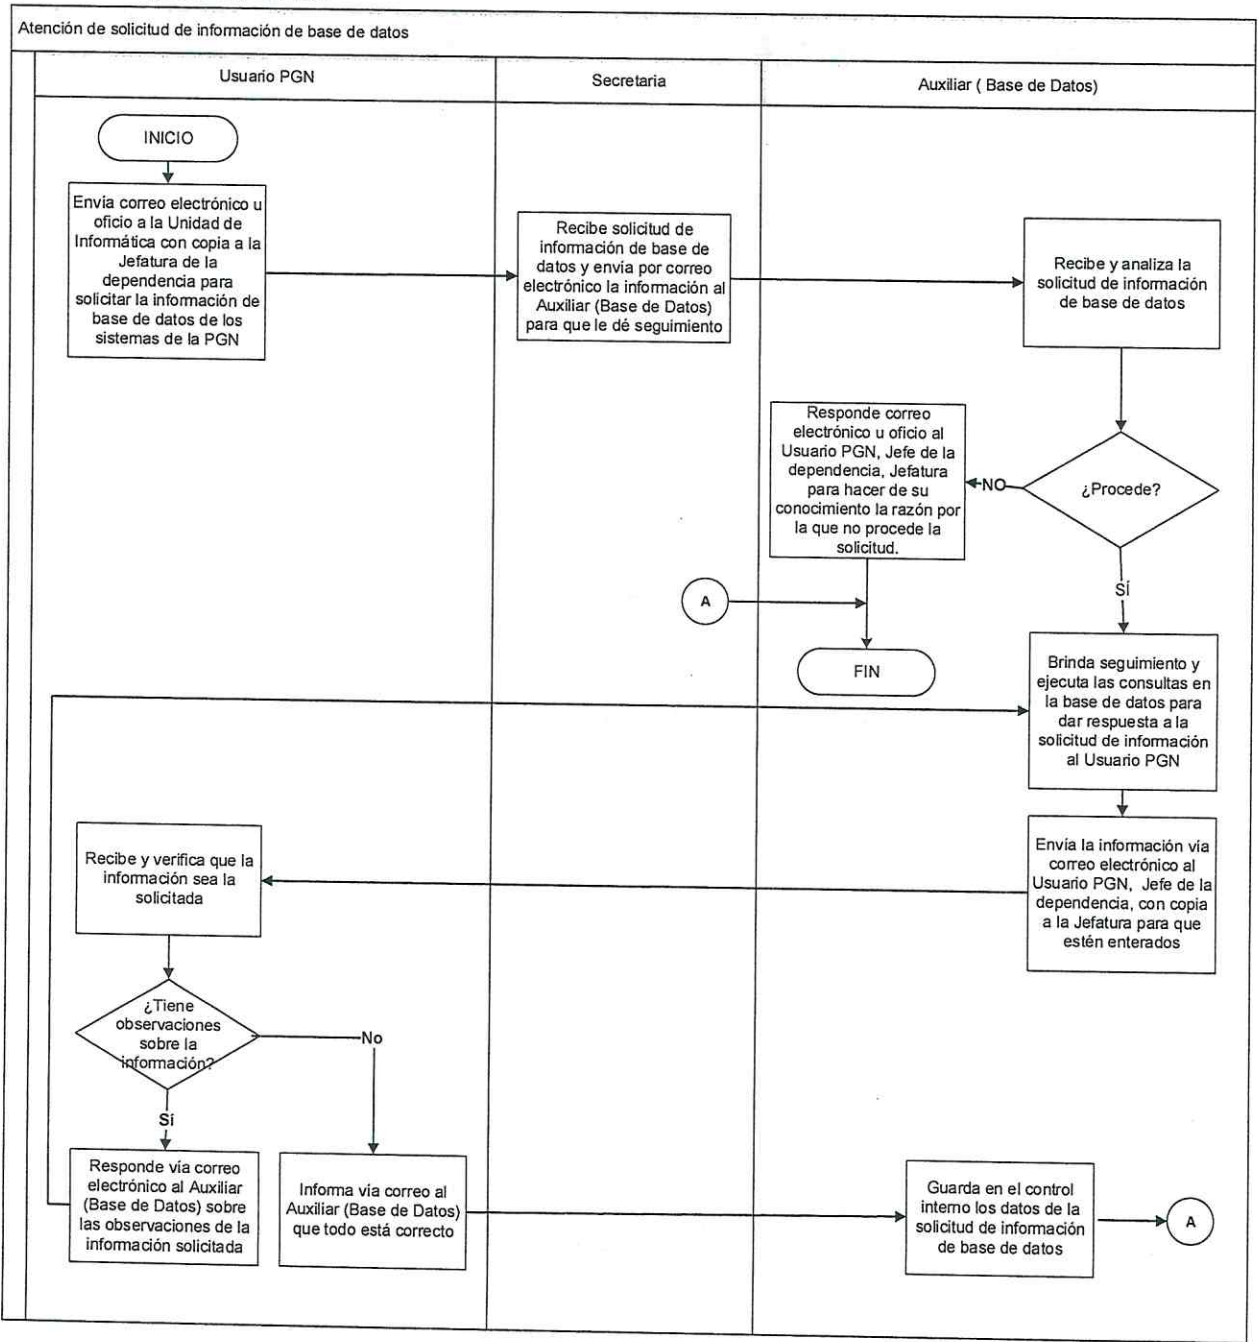 Atención de solicitud de información de base de datos
Usuario PGN
Secretaria
Auxiliar ( Base de Datos)
INICIO
Envia correo electrónico u
oficio a la Unidad de
Informática con copia a la
Jefatura de la
dependencia para
solicitar la información de
base de datos de los
sistemas de la PGN
Recibe solicitud de
información de base de
datos y envia por correo
electrónico la información al
Auxiliar (Base de Datos)
para que le dé seguimiento
Recibe y analiza la
solicitud de información
de base de datos
¿Procede?
NO
Responde correo
electrónico u oficio al
Usuario PGN, Jefe de la
dependencia, Jefatura
para hacer de su
conocimiento la razón por
la que no procede la
solicitud.
SÍ
A
FIN
Brinda seguimiento y
ejecuta las consultas en
la base de datos para
dar respuesta a la
solicitud de información
al Usuario PGN
Envía la información vía
correo electrónico al
Usuario PGN, Jefe de la
dependencia, con copia
a la Jefatura para que
estén enterados
Recibe y verifica que la
información sea la
solicitada
¿Tiene
observaciones
sobre la
información?
No
Sí
Responde vía correo
electrónico al Auxiliar
(Base de Datos) sobre
las observaciones de la
información solicitada
Informa vía correo al
Auxiliar (Base de Datos)
que todo está correcto
Guarda en el control
interno los datos de la
solicitud de información
de base de datos
A